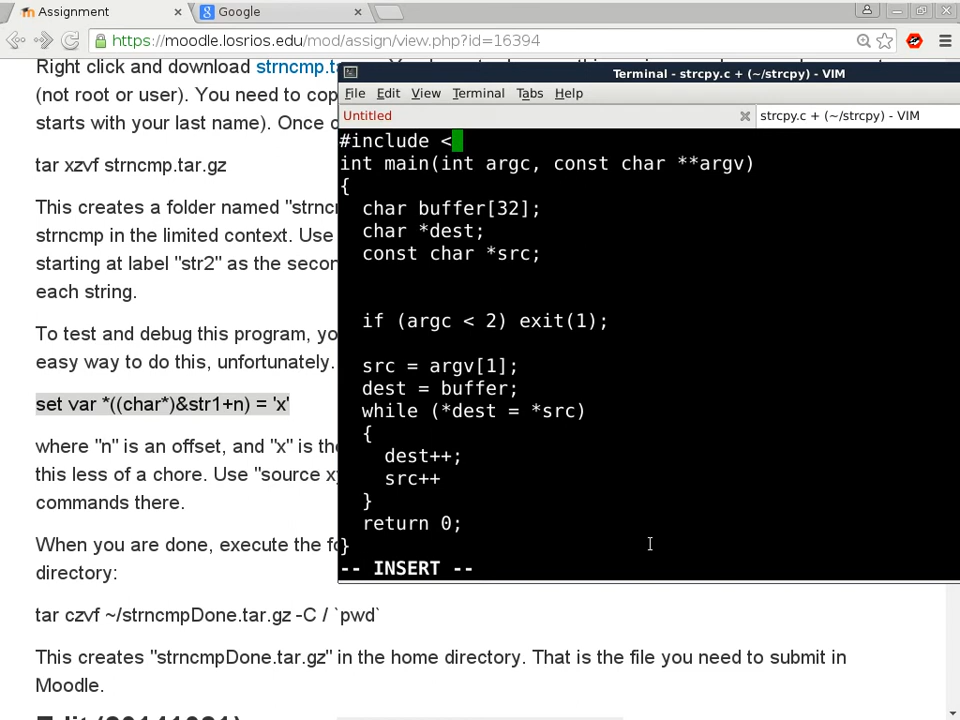 Assignment
Google
https://moodle.losrios.edu/mod/assign/view.php?id=16394
Right click and download strncmp.ta
(not root or user). You need to cop
starts with your last name). Once d
tar xzvf strncmp.tar.gz
This creates a folder named "strnc
strncmp in the limited context. Use
starting at label "str2" as the secon
each string.
To test and debug this program, yo
easy way to do this, unfortunately.
set var *((char*)&str1+n) = 'x'
where "n" is an offset, and "x" is the
this less of a chore. Use "source xy
commands there.
When you are done, execute the fo
directory:
tar czvf ~/strncmpDone.tar.gz -C / `pwd`
This creates "strncmpDone.tar.gz" in the home directory. That is the file you need to submit in
Moodle.
Terminal - strcpy.c + (~/strcpy) - VIM
File Edit View Terminal Tabs Help
Untitled
strcpy.c + (~/strcpy) - VIM
#include <
int main(int argc, const char **argv)
{
char buffer[32];
char *dest;
const char *src;
if (argc < 2) exit(1);
src = argv[1];
dest = buffer;
while (*dest = *src)
{
dest++;
src++
}
return 0;
}
-- INSERT --